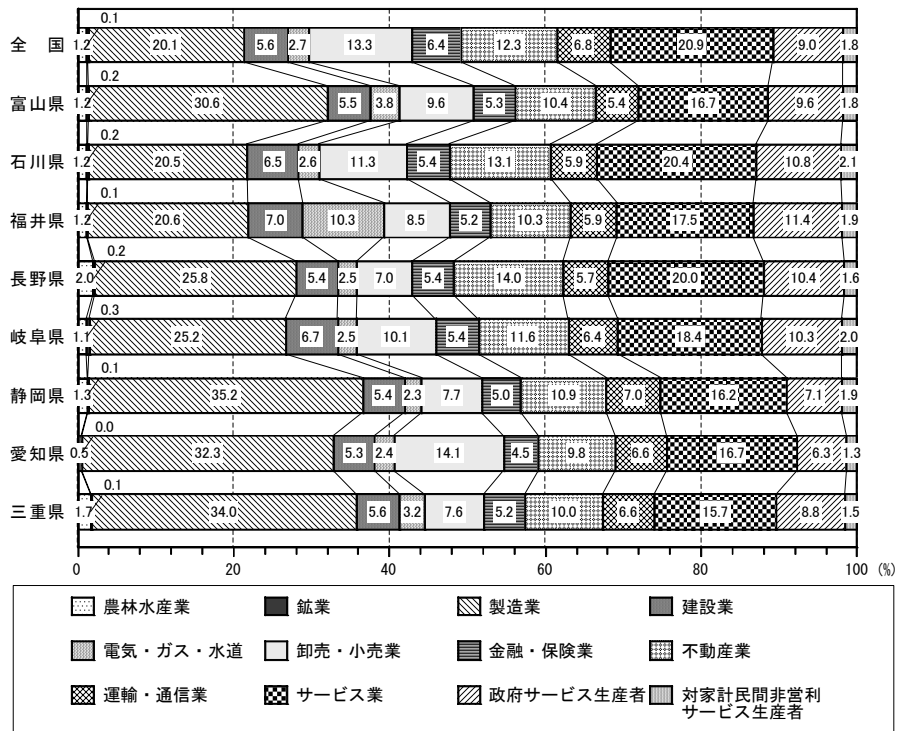 0.1
全 国 1.2 20.1 5.6 2.7 13.3 6.4 12.3 6.8 20.9 9.0 1.8
0.2
富山県 1.2 30.6 5.5 3.8 9.6 5.3 10.4 5.4 16.7 9.6 1.8
0.2
石川県 1.2 20.5 6.5 2.6 11.3 5.4 13.1 5.9 20.4 10.8 2.1
0.1
福井県 1.2 20.6 7.0 10.3 8.5 5.2 10.3 5.9 17.5 11.4 1.9
0.2
長野県 2.0 25.8 5.4 2.5 7.0 5.4 14.0 5.7 20.0 10.4 1.6
0.3
岐阜県 1.1 25.2 6.7 2.5 10.1 5.4 11.6 6.4 18.4 10.3 2.0
0.1
静岡県 1.3 35.2 5.4 2.3 7.7 5.0 10.9 7.0 16.2 7.1 1.9
0.0
愛知県 0.5 32.3 5.3 2.4 14.1 4.5 9.8 6.6 16.7 6.3 1.3
0.1
三重県 1.7 34.0 5.6 3.2 7.6 5.2 10.0 6.6 15.7 8.8 1.5
0 20 40 60 80 100 (%)
農林水産業 鉱業 製造業 建設業
電気・ガス・水道 卸売・小売業 金融・保険業 不動産業
運輸・通信業 サービス業 政府サービス生産者 対家計民間非営利
サービス生産者